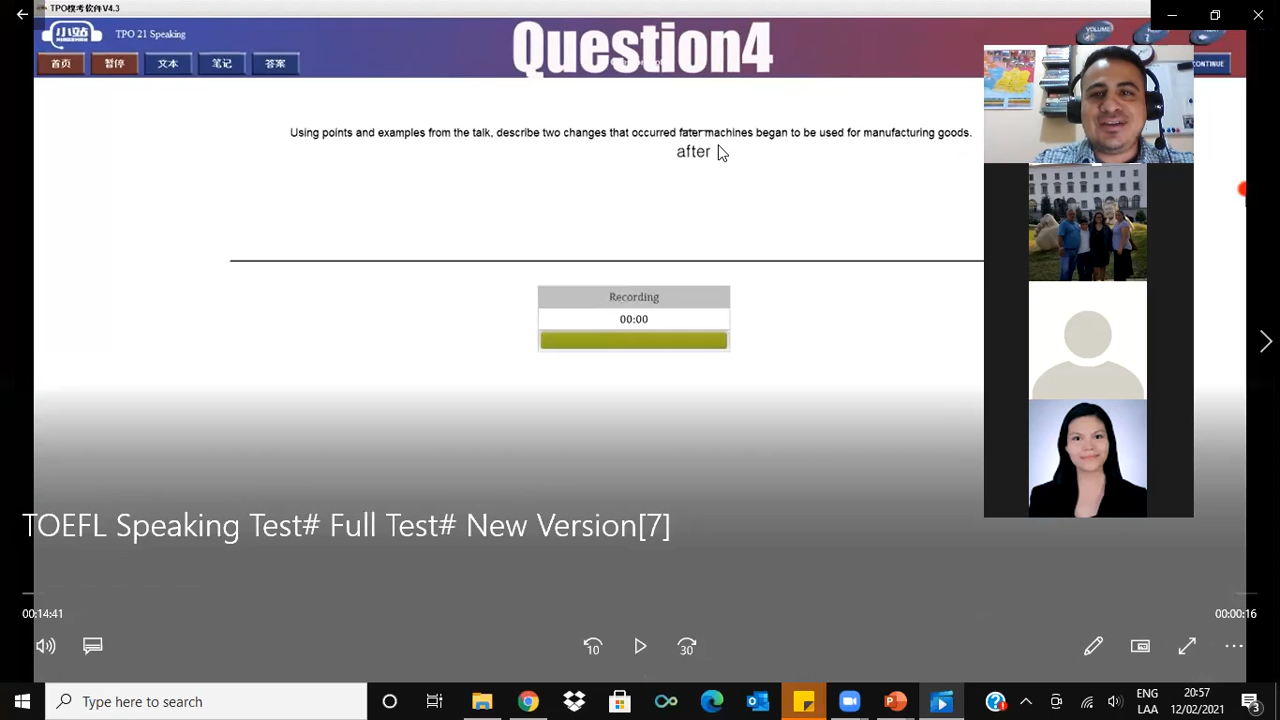 TPO模考软件V4.3
小站
TPO 21 Speaking
Question4
VOLUME
首页
暂停
文本
笔记
答案
CONTINUE
Using points and examples from the talk, describe two changes that occurred fater machines began to be used for manufacturing goods.
after
Recording
00:00
TOEFL Speaking Test# Full Test# New Version[7]
00:14:41
00:00:16
10
30
Type here to search
ENG
LAA
20:57
12/02/2021
3